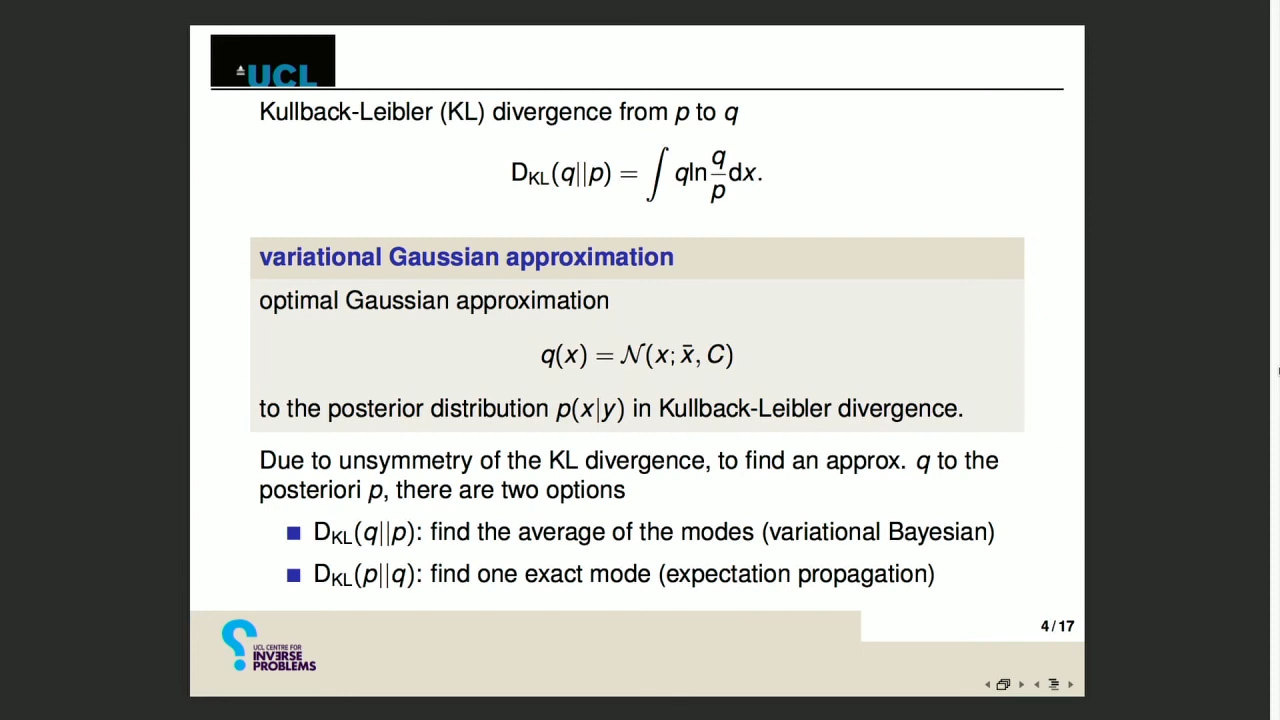 UCL
Kullback-Leibler (KL) divergence from p to q
D_KL(q||p) = ∫ q ln q/p dx.
variational Gaussian approximation
optimal Gaussian approximation
q(x) = N(x; x̄, C)
to the posterior distribution p(x|y) in Kullback-Leibler divergence.
Due to unsymmetry of the KL divergence, to find an approx. q to the
posteriori p, there are two options
D_KL(q||p): find the average of the modes (variational Bayesian)
D_KL(p||q): find one exact mode (expectation propagation)
4 / 17
UCL CENTRE FOR
INVERSE
PROBLEMS